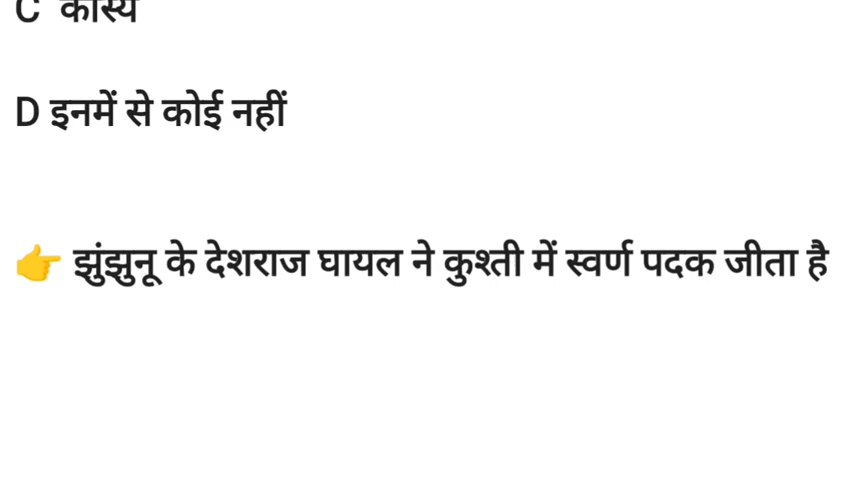 C कांस्य
D इनमें से कोई नहीं
👉 झुंझुनू के देशराज घायल ने कुश्ती में स्वर्ण पदक जीता है